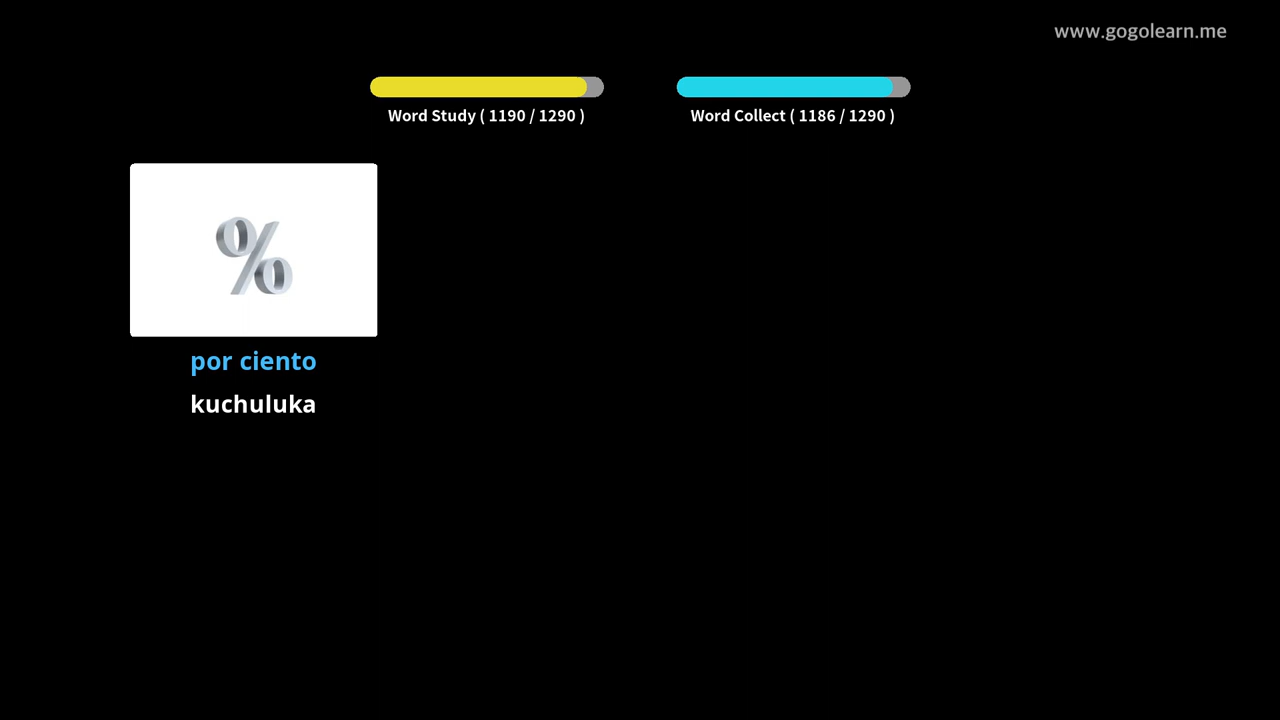 www.gogolearn.me
Word Study ( 1190 / 1290 )
Word Collect ( 1186 / 1290 )
%
por ciento
kuchuluka